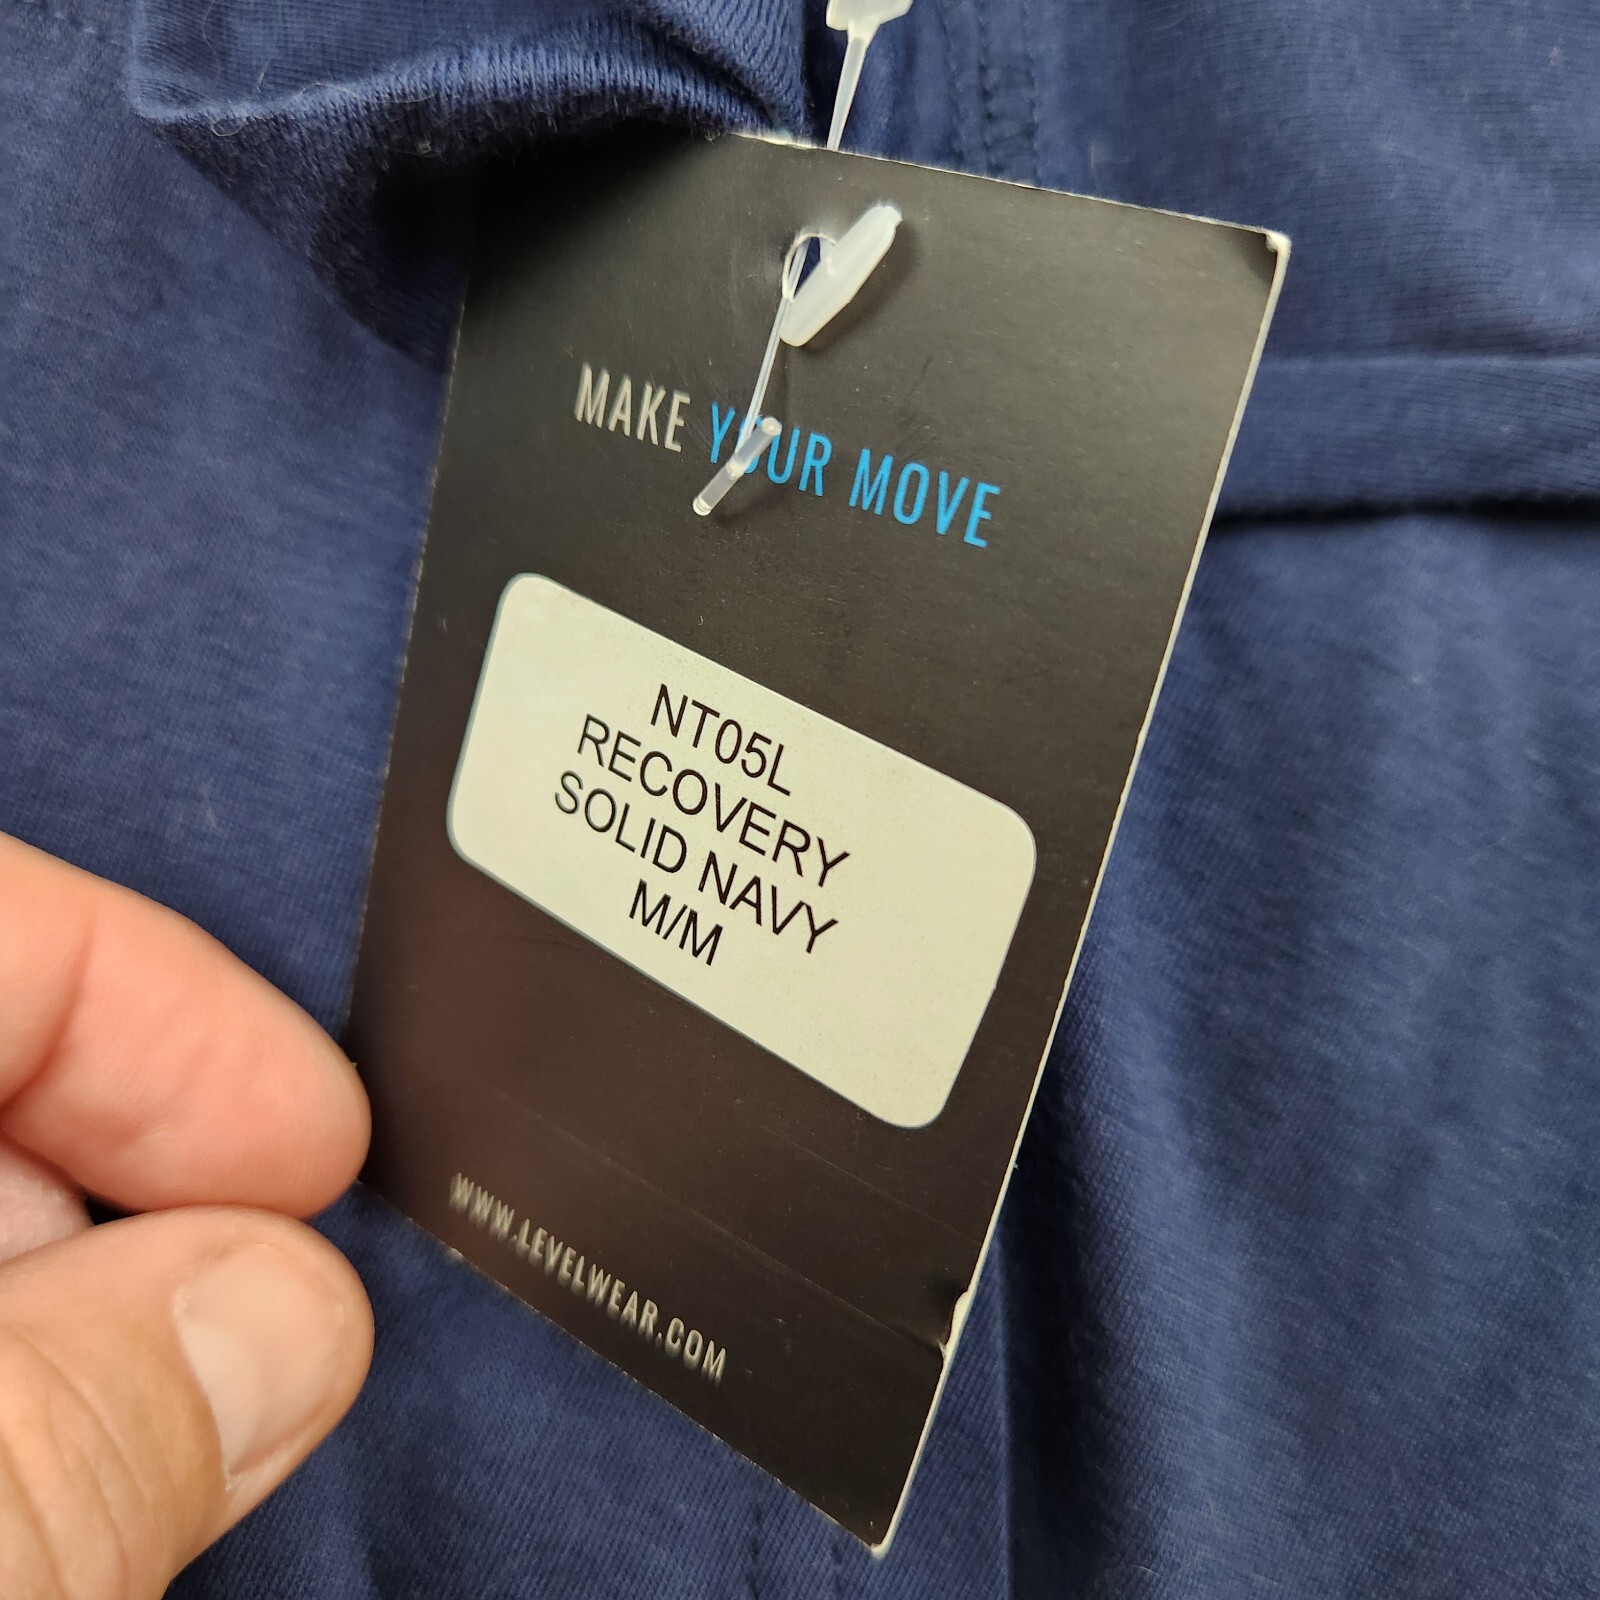 MAKE YOUR MOVE
NT05L
RECOVERY
SOLID NAVY
M/M
WWW.LEVELWEAR.COM